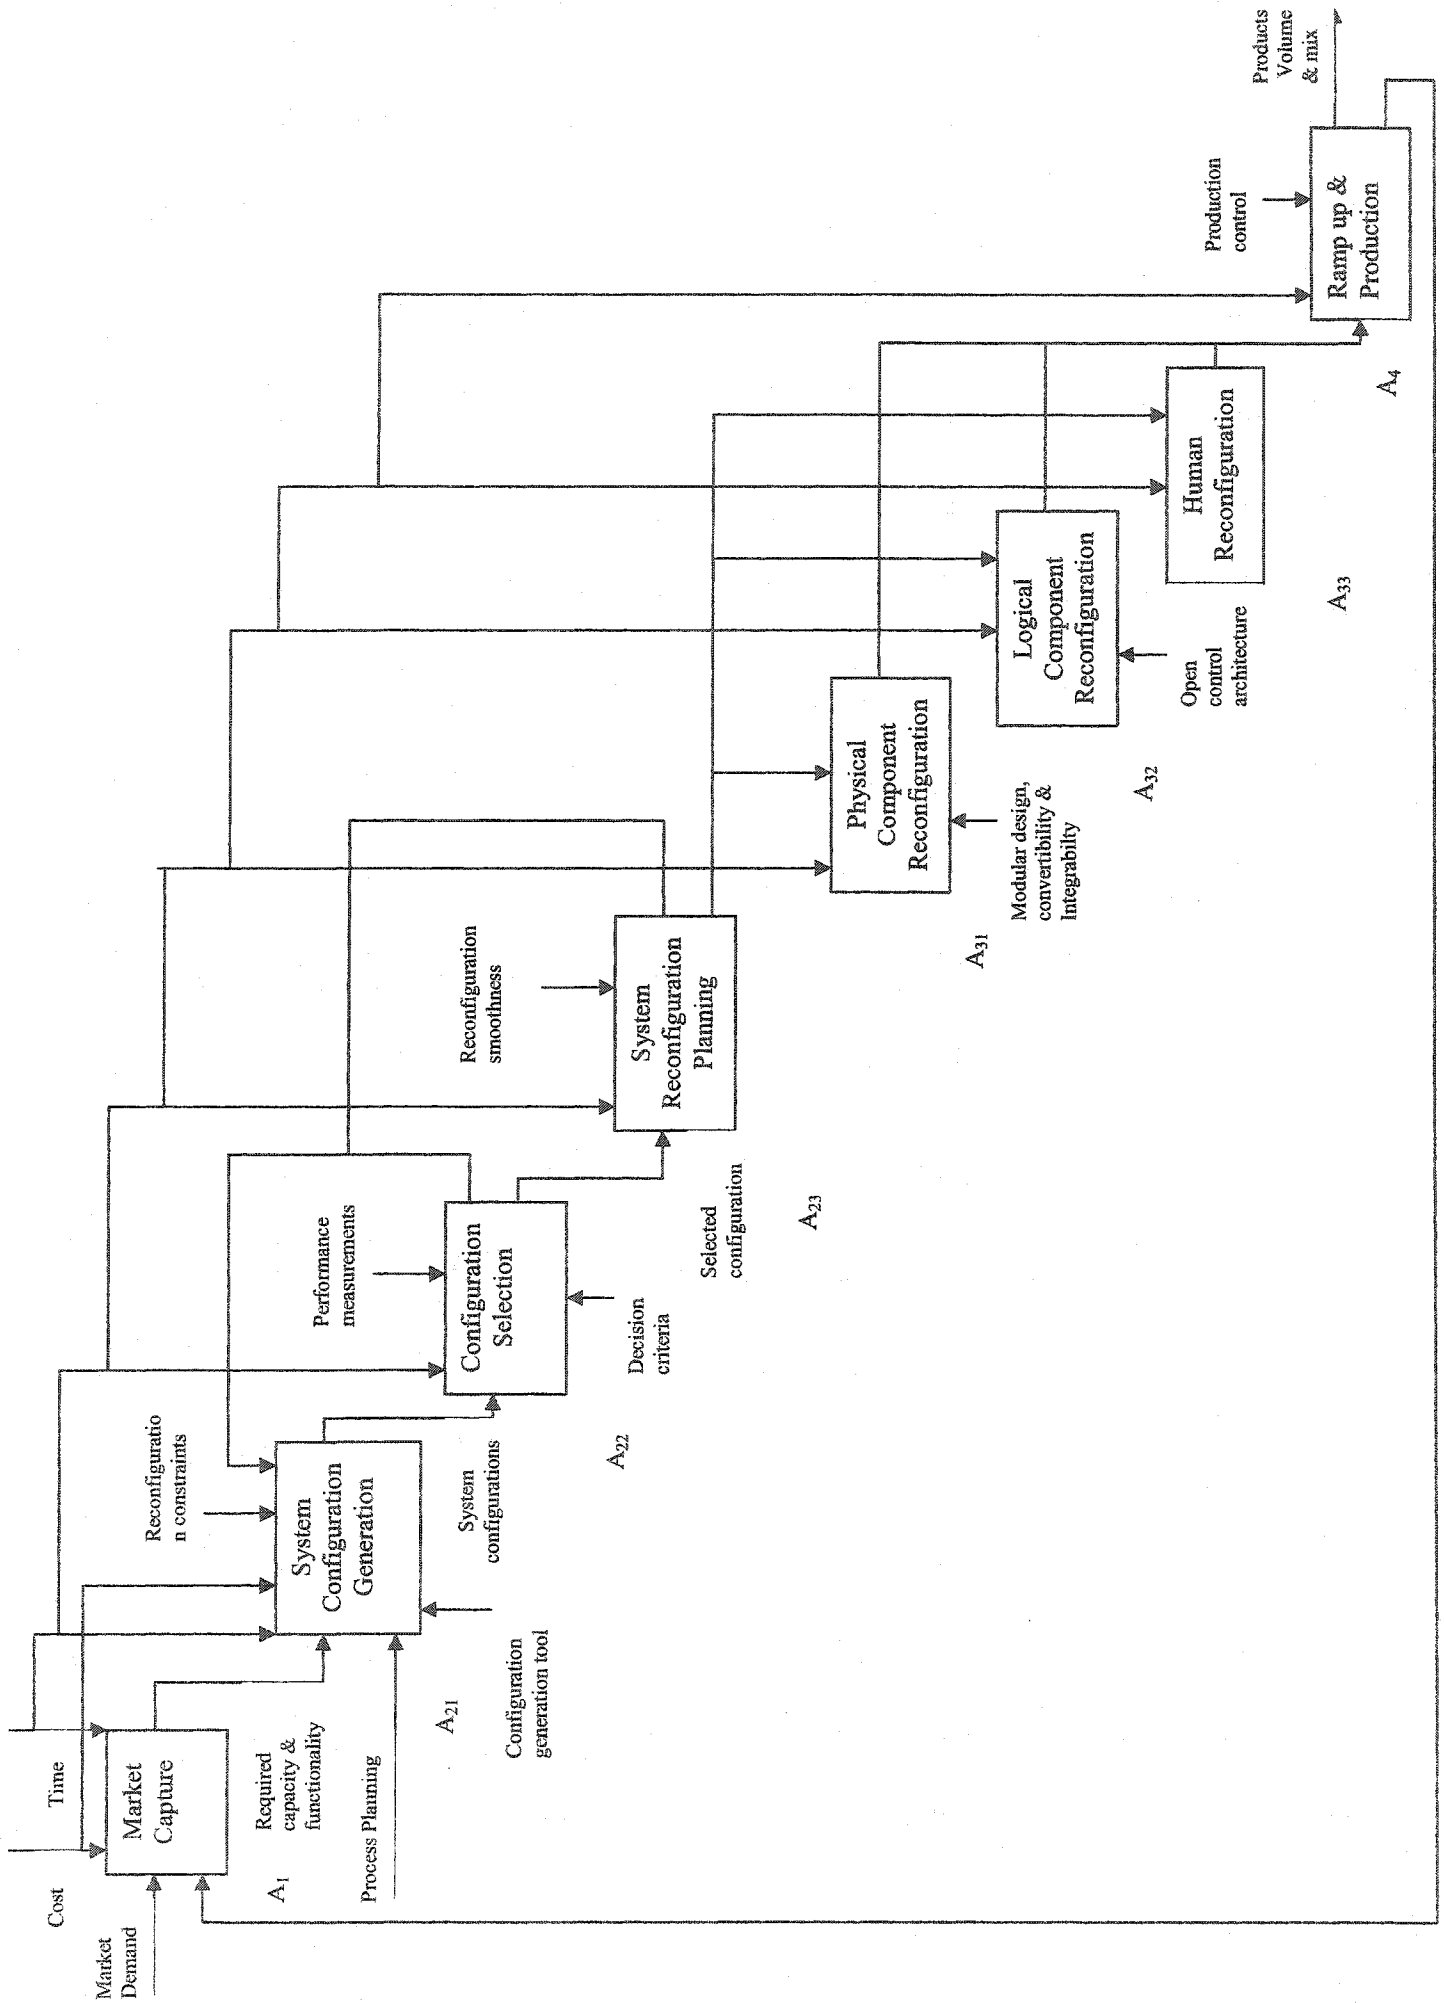 Cost
Time
Market
Demand
Market
Capture
A1
Required
capacity &
functionality
Process Planning
Reconfiguratio
n constraints
System
Configuration
Generation
A21
Configuration
generation tool
System
configurations
Performance
measurements
Configuration
Selection
A22
Decision
criteria
Selected
configuration
Reconfiguration
smoothness
System
Reconfiguration
Planning
A23
Physical
Component
Reconfiguration
A31
Modular design,
convertibility &
Integrabilty
Logical
Component
Reconfiguration
A32
Open
control
architecture
Human
Reconfiguration
A33
Production
control
Ramp up &
Production
A4
Products
Volume
& mix